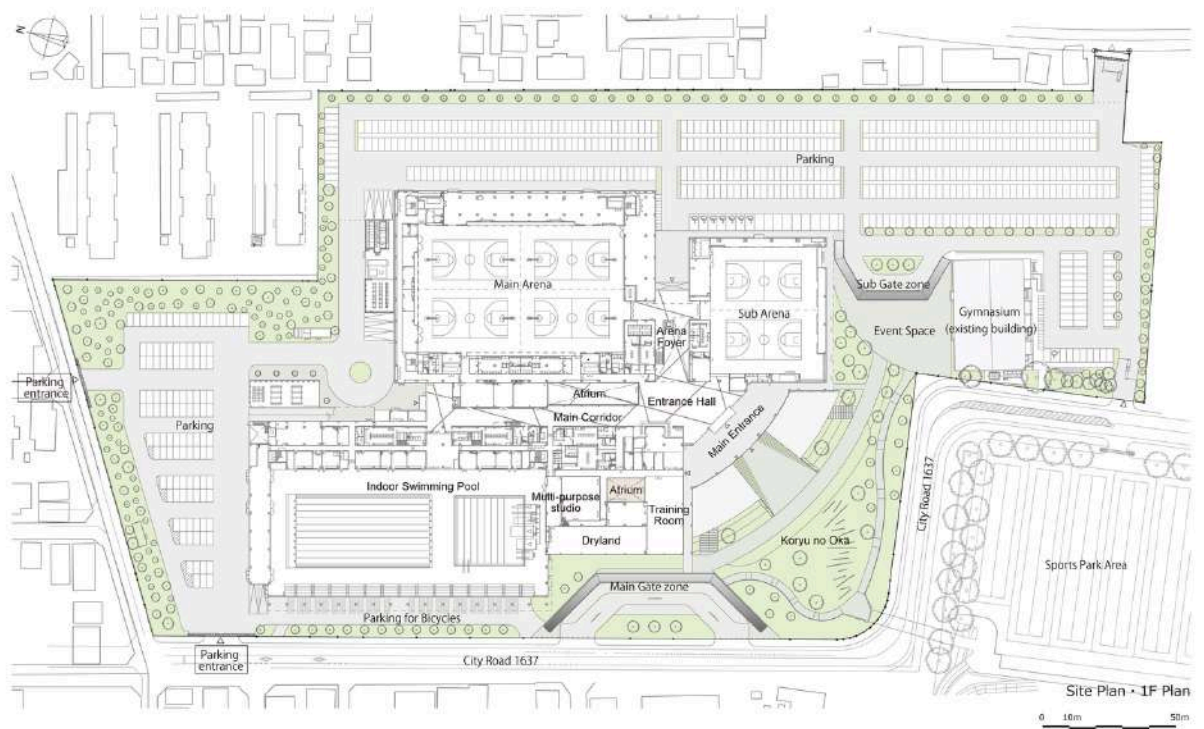 N
Parking
Main Arena
Sub Gate zone
Sub Arena
Gymnasium
(existing building)
Event Space
Arena
Foyer
Parking
entrance
Atrium
Entrance Hall
Main Corridor
Parking
Main Entrance
City Road 1637
Indoor Swimming Pool
Multi-purpose
studio
Atrium
Training
Room
Dryland
Koryu no Oka
Sports Park Area
Main Gate zone
Parking for Bicycles
Parking
entrance
City Road 1637
Site Plan・1F Plan
0 10m 50m